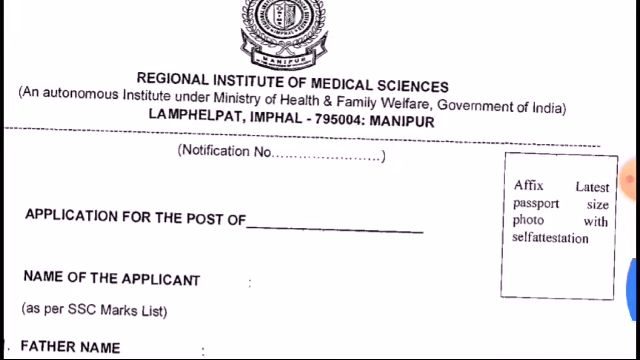 MANIPUR
REGIONAL INSTITUTE OF MEDICAL SCIENCES
(An autonomous Institute under Ministry of Health & Family Welfare, Government of India)
LAMPHELPAT, IMPHAL - 795004: MANIPUR
(Notification No........................)
Affix Latest
passport size
photo with
selfattestation
APPLICATION FOR THE POST OF____________________
NAME OF THE APPLICANT :
(as per SSC Marks List)
. FATHER NAME :